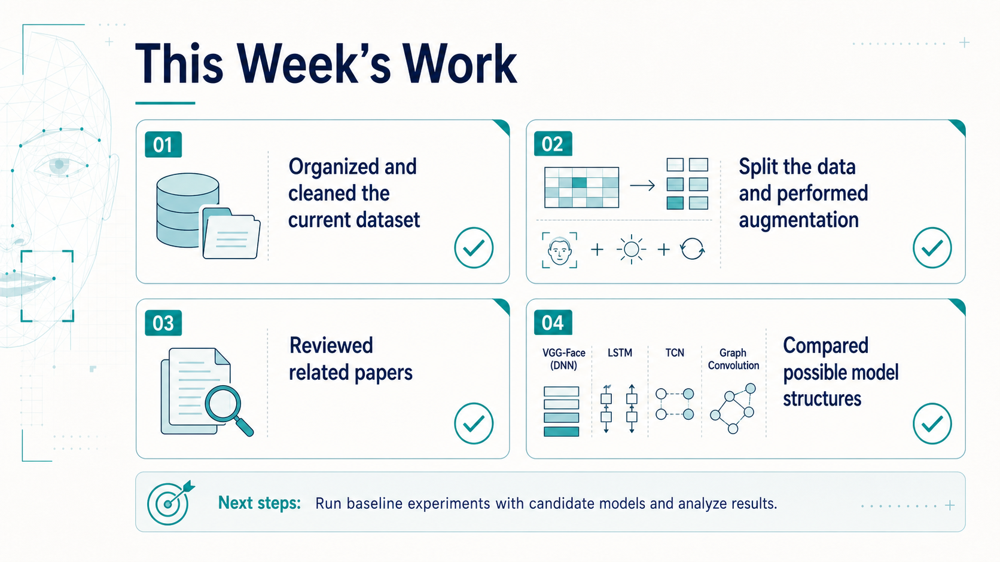 This Week’s Work
01
Organized and
cleaned the
current dataset
02
Split the data
and performed
augmentation
03
Reviewed
related papers
04
VGG-Face
(DNN)
LSTM
TCN
Graph
Convolution
Compared
possible model
structures
Next steps: Run baseline experiments with candidate models and analyze results.